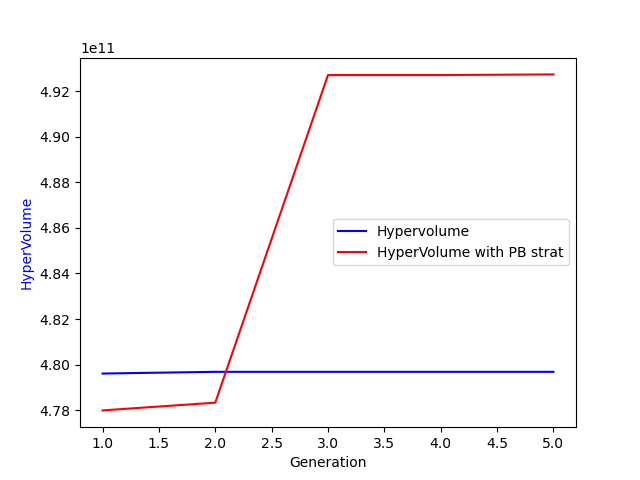 1e11
4.92
4.90
4.88
4.86
4.84
4.82
4.80
4.78
HyperVolume
Hypervolume
HyperVolume with PB strat
1.0 1.5 2.0 2.5 3.0 3.5 4.0 4.5 5.0
Generation